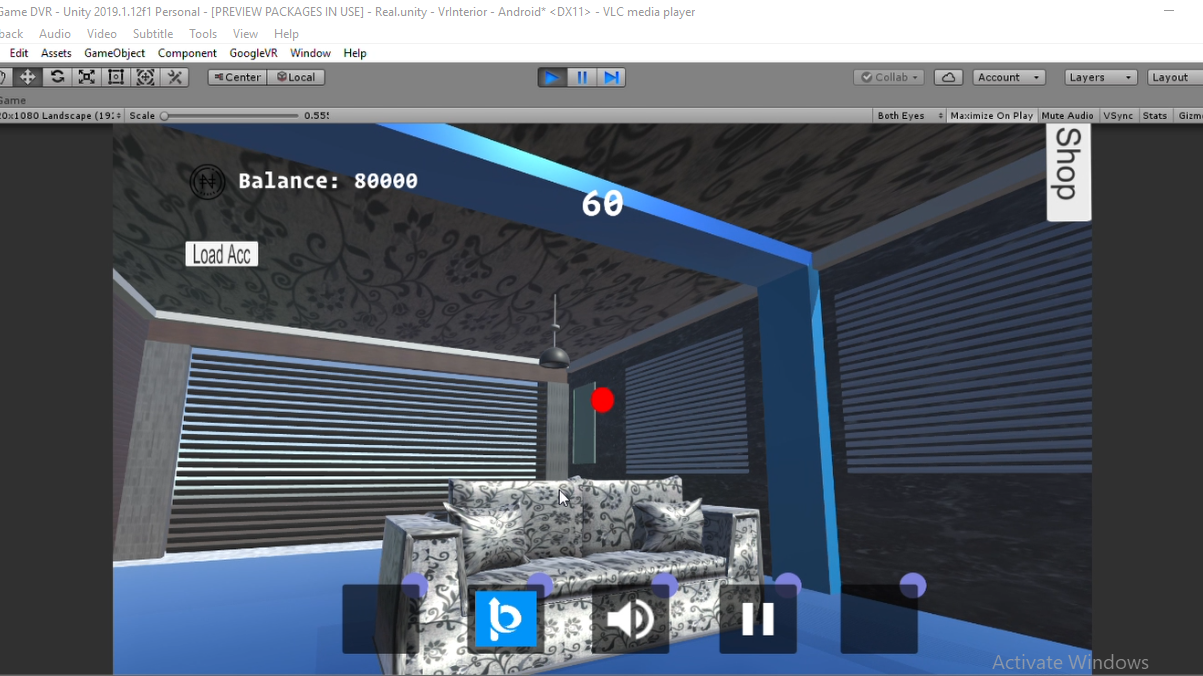 Game DVR - Unity 2019.1.12f1 Personal - [PREVIEW PACKAGES IN USE] - Real.unity - VrInterior - Android* <DX11> - VLC media player
back Audio Video Subtitle Tools View Help
Edit Assets GameObject Component GoogleVR Window Help
Center Local Collab Account Layers Layout
Game
20x1080 Landscape (19: Scale 0.55: Both Eyes Maximize On Play Mute Audio VSync Stats Gizm
Shop
Balance: 80000
60
Load Acc
Activate Windows